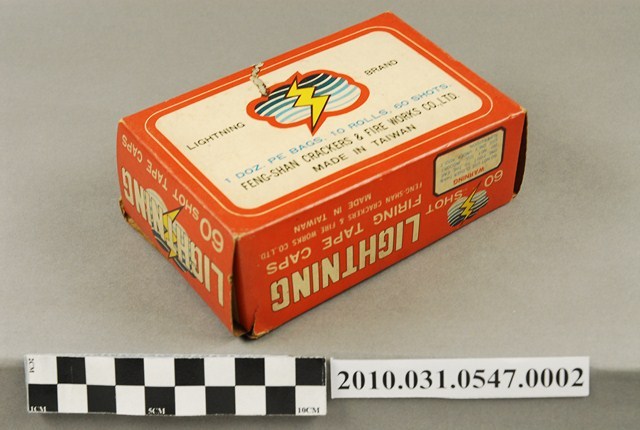 LIGHTNING BRAND
1 DOZ. PE BAGS. 10 ROLLS. 60 SHOTS.
FENG-SHAN CRACKERS & FIRE WORKS CO.,LTD.
MADE IN TAIWAN
60 SHOT TAPE CAPS
LIGHTNING
LIGHTNING
60 SHOT FIRING TAPE CAPS
FENG-SHAN CRACKERS & FIRE WORKS CO.,LTD
MADE IN TAIWAN
WARNING
2CM
1CM
5CM
10CM
2010.031.0547.0002